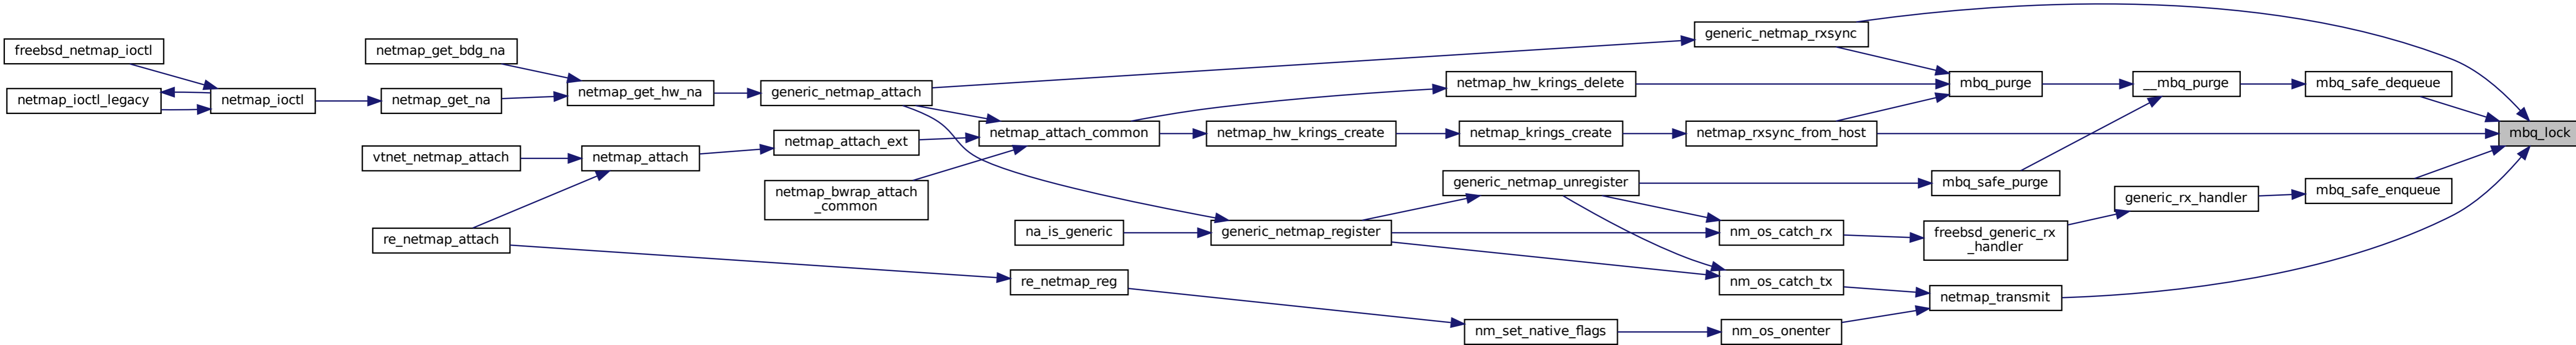 freebsd_netmap_ioctl
netmap_ioctl_legacy
netmap_ioctl
netmap_get_bdg_na
netmap_get_na
vtnet_netmap_attach
re_netmap_attach
netmap_get_hw_na
netmap_attach
generic_netmap_attach
netmap_attach_ext
netmap_bwrap_attach
_common
netmap_attach_common
na_is_generic
re_netmap_reg
netmap_hw_krings_create
generic_netmap_register
netmap_hw_krings_delete
netmap_krings_create
generic_netmap_unregister
nm_set_native_flags
generic_netmap_rxsync
netmap_rxsync_from_host
nm_os_catch_rx
nm_os_catch_tx
nm_os_onenter
mbq_purge
mbq_safe_purge
freebsd_generic_rx
_handler
netmap_transmit
__mbq_purge
generic_rx_handler
mbq_safe_dequeue
mbq_safe_enqueue
mbq_lock